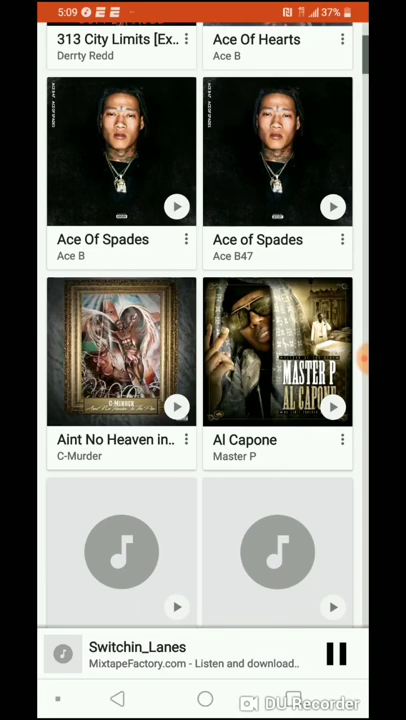 5:09
37%
313 City Limits [Ex..
Derrty Redd
Ace Of Hearts
Ace B
Ace Of Spades
Ace B
Ace of Spades
Ace B47
C-MURDER
MASTER P
AL CAPONE
Aint No Heaven in..
C-Murder
Al Capone
Master P
Switchin_Lanes
MixtapeFactory.com - Listen and download..
DU Recorder